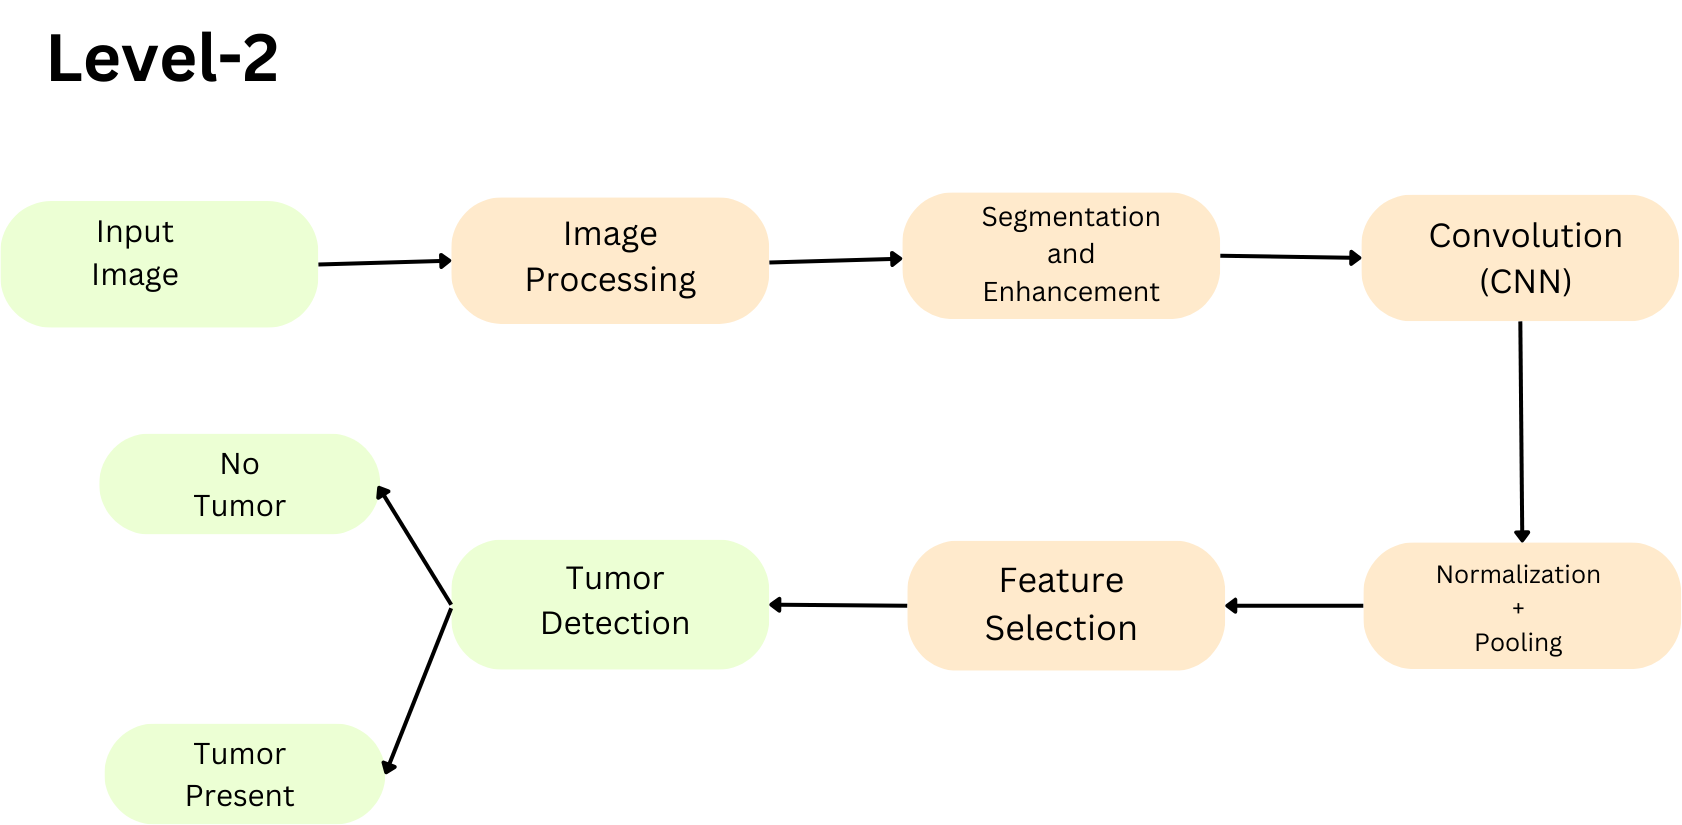 Level-2
Input
Image
Image
Processing
Segmentation
and
Enhancement
Convolution
(CNN)
Normalization
+
Pooling
Feature
Selection
Tumor
Detection
No
Tumor
Tumor
Present